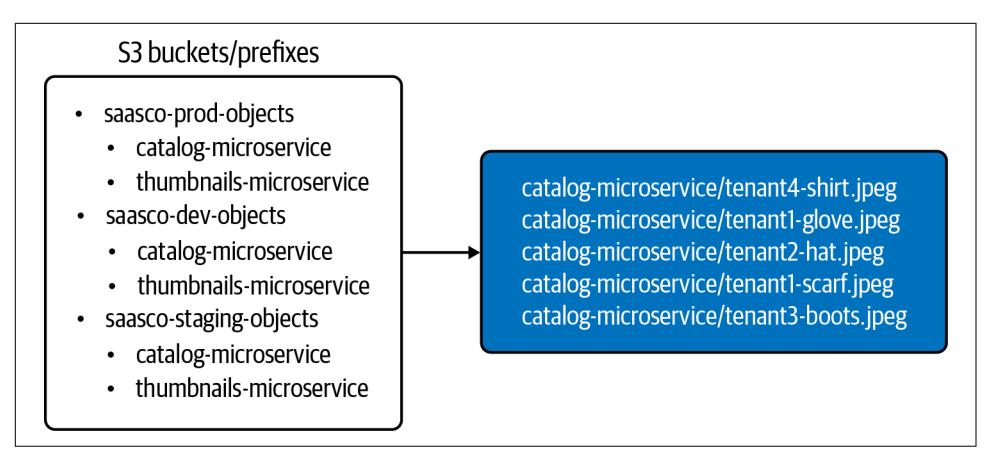 S3 buckets/prefixes
• saasco-prod-objects
• catalog-microservice
• thumbnails-microservice
• saasco-dev-objects
• catalog-microservice
• thumbnails-microservice
• saasco-staging-objects
• catalog-microservice
• thumbnails-microservice
catalog-microservice/tenant4-shirt.jpeg
catalog-microservice/tenant1-glove.jpeg
catalog-microservice/tenant2-hat.jpeg
catalog-microservice/tenant1-scarf.jpeg
catalog-microservice/tenant3-boots.jpeg